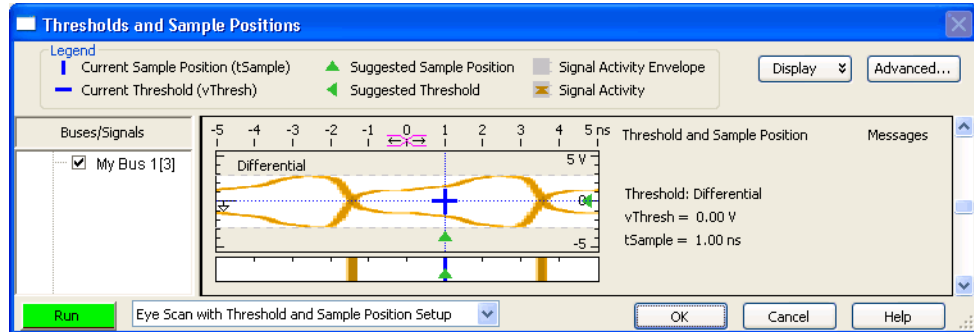 Thresholds and Sample Positions
Legend
Current Sample Position (tSample) Suggested Sample Position Signal Activity Envelope
Current Threshold (vThresh) Suggested Threshold Signal Activity
Display Advanced...
Buses/Signals
-5 -4 -3 -2 -1 0 1 2 3 4 5 ns
Threshold and Sample Position Messages
My Bus 1[3]
Differential 5 V
0
-5
Threshold: Differential
vThresh = 0.00 V
tSample = 1.00 ns
Run Eye Scan with Threshold and Sample Position Setup OK Cancel Help